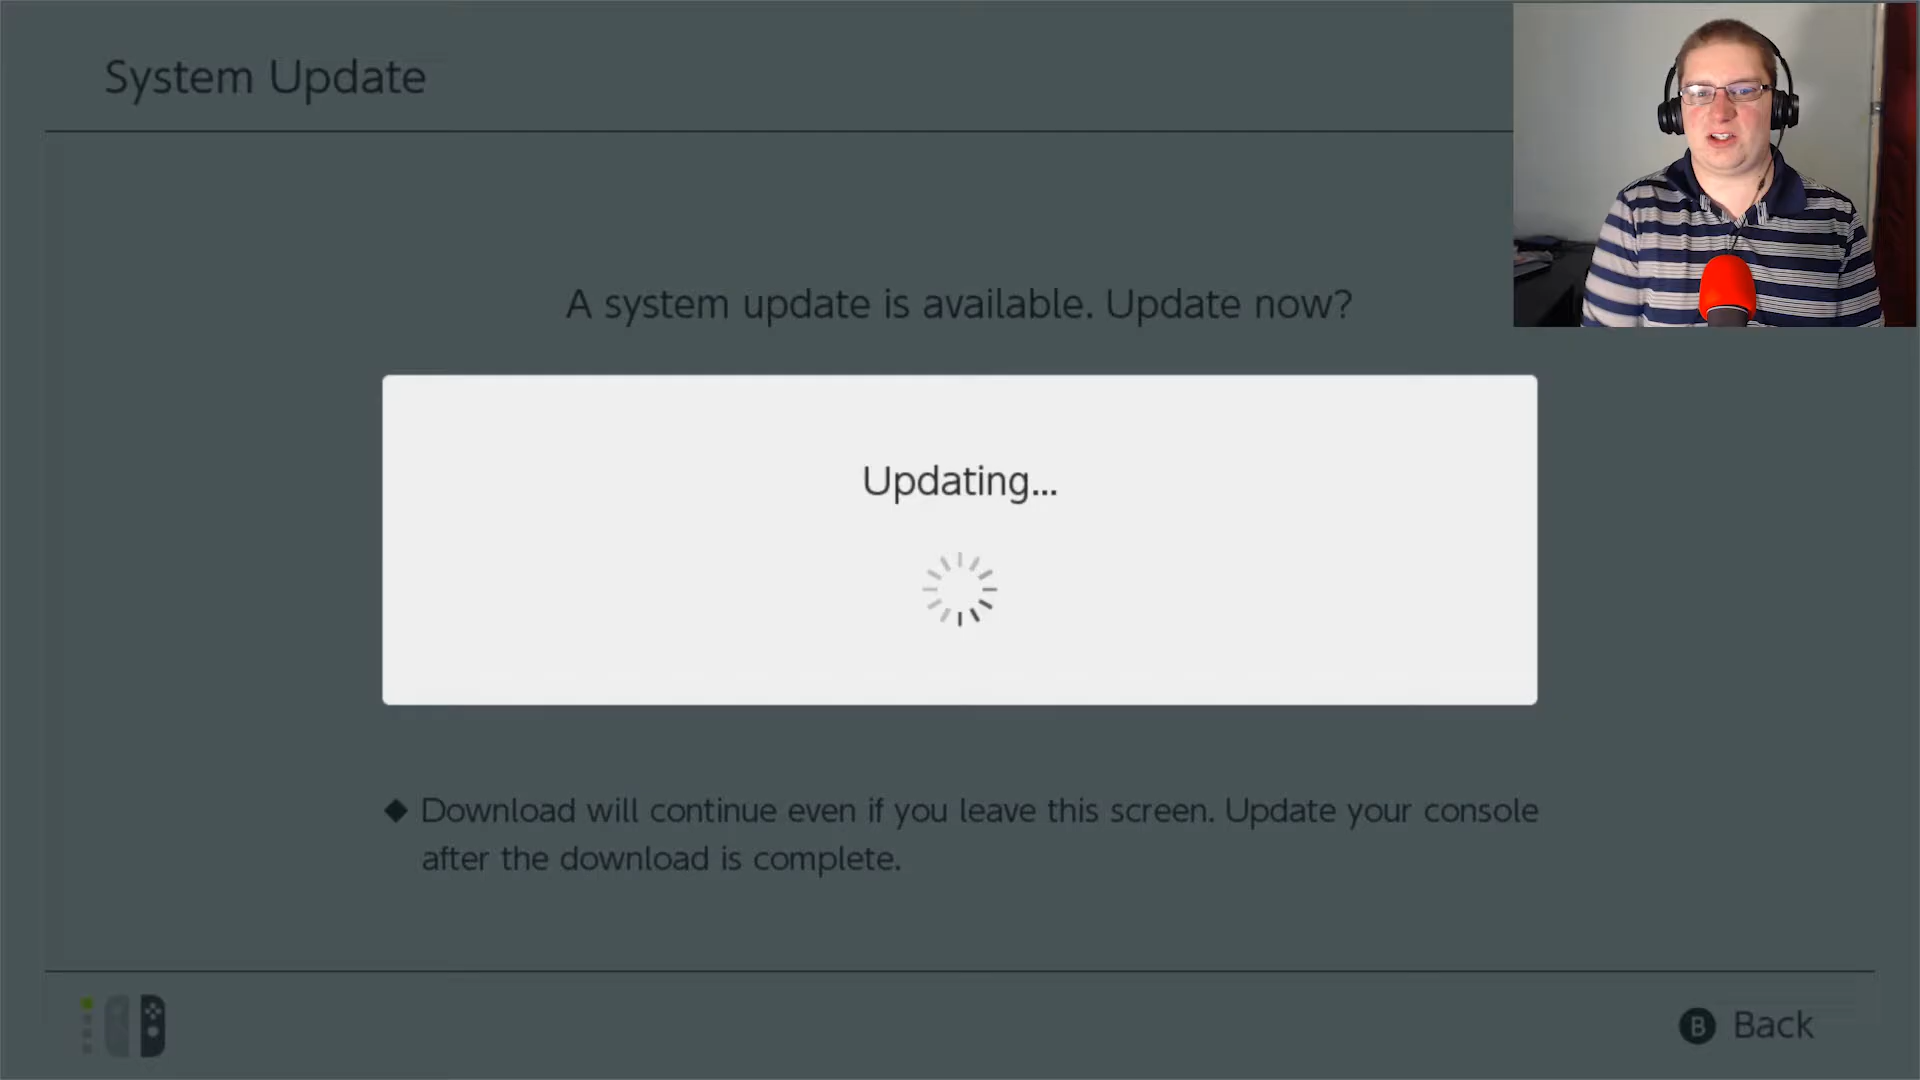 System Update
A system update is available. Update now?
Updating...
◆ Download will continue even if you leave this screen. Update your console
after the download is complete.
B Back